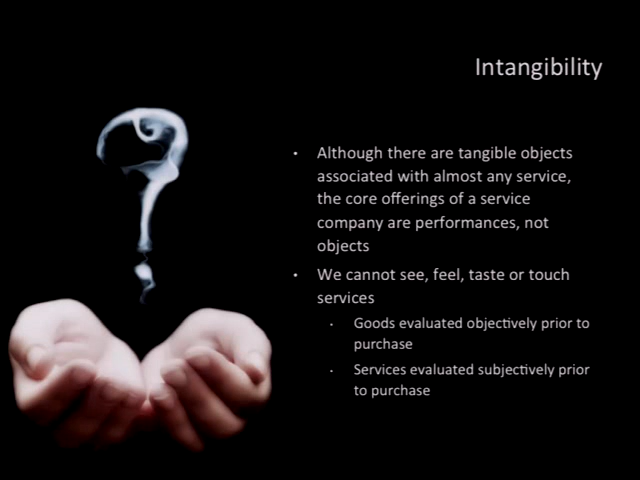 Intangibility
• Although there are tangible objects
associated with almost any service,
the core offerings of a service
company are performances, not
objects
• We cannot see, feel, taste or touch
services
• Goods evaluated objectively prior to
purchase
• Services evaluated subjectively prior
to purchase